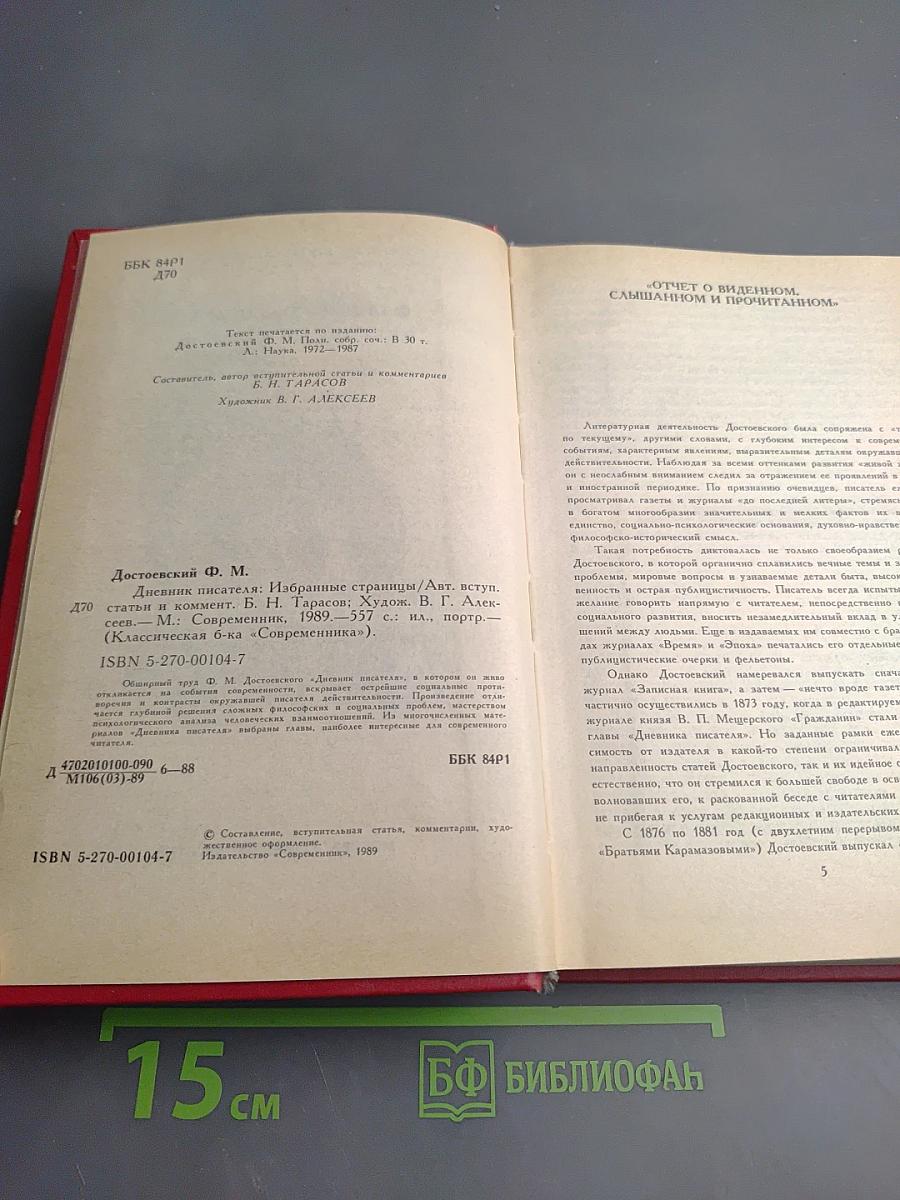 ББК 84Р1
Д70
Текст печатается по изданию:
Достоевский Ф. М. Полн. собр. соч.: В 30 т.
Л.: Наука, 1972—1987
Составитель, автор вступительной статьи и комментариев
Б. Н. ТАРАСОВ
Художник В. Г. АЛЕКСЕЕВ
Достоевский Ф. М.
Дневник писателя: Избранные страницы/Авт. вступ.
Д70 статьи и коммент. Б. Н. Тарасов; Худож. В. Г. Алек-
сеев.— М.: Современник, 1989.—557 с.: ил., портр.—
(Классическая б-ка «Современника»).
ISBN 5-270-00104-7
Обширный труд Ф. М. Достоевского «Дневник писателя», в котором он живо
откликается на события современности, вскрывает острейшие социальные проти-
воречия и контрасты окружавшей писателя действительности. Произведение отли-
чается глубиной решения сложных философских и социальных проблем, мастерством
психологического анализа человеческих взаимоотношений. Из многочисленных мате-
риалов «Дневника писателя» выбраны главы, наиболее интересные для современного
читателя.
Д 4702010100-090 6—88
М106(03)-89
ББК 84Р1
© Составление, вступительная статья, комментарии, худо-
жественное оформление.
Издательство «Современник», 1989
ISBN 5-270-00104-7
«ОТЧЕТ О ВИДЕННОМ,
СЛЫШАННОМ И ПРОЧИТАННОМ»
Литературная деятельность Достоевского была сопряжена с
по текущему», другими словами, с глубоким интересом к
событиям, характерным явлениям, выразительным деталям
действительности. Наблюдая за всеми оттенками развития «живой
он с неослабным вниманием следил за отражением ее проявлений в
и иностранной периодике. По признанию очевидцев, писатель
просматривал газеты и журналы «до последней литеры»,
в богатом многообразии значительных и мелких фактов их
единство, социально-психологические основания,
философско-исторический смысл.
Такая потребность диктовалась не только своеобразием
Достоевского, в которой органично сплавились вечные темы и
проблемы, мировые вопросы и узнаваемые детали быта,
венность и острая публицистичность. Писатель всегда
желание говорить напрямую с читателем, непосредственно
социального развития, вносить незамедлительный вклад в
шений между людьми. Еще в издаваемых им совместно с
дах журналах «Время» и «Эпоха» печатались его отдельные
публицистические очерки и фельетоны.
Однако Достоевский намеревался выпускать
журнал «Записная книга», а затем — «нечто вроде
частично осуществились в 1873 году, когда в
журнале князя В. П. Мещерского «Гражданин» стали
главы «Дневника писателя». Но заданные рамки
симость от издателя в какой-то степени
направленность статей Достоевского, так и их идейное
естественно, что он стремился к большей свободе в
волновавших его, к раскованной беседе с читателями
не прибегая к услугам редакционных и издательских
С 1876 по 1881 год (с двухлетним перерывом
«Братьями Карамазовыми») Достоевский выпускал
5
15 см
БФ БИБЛИОФАН